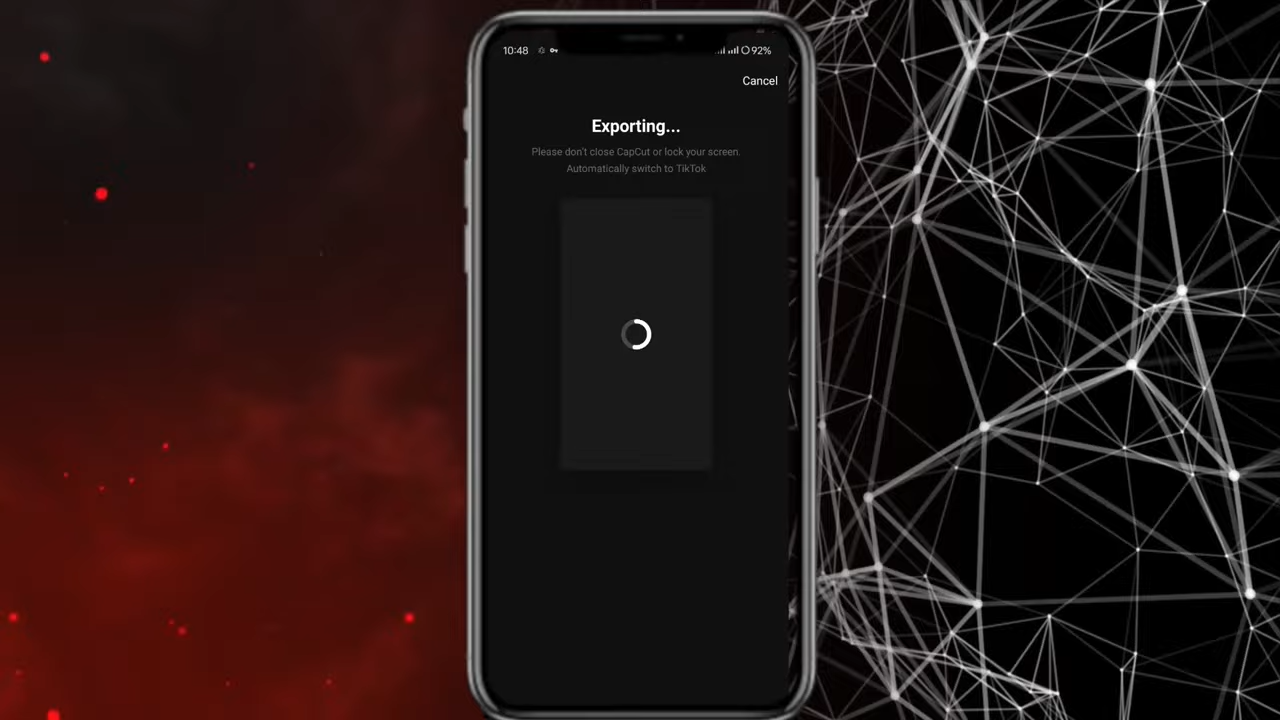 10:48 92%
Cancel
Exporting...
Please don't close CapCut or lock your screen.
Automatically switch to TikTok